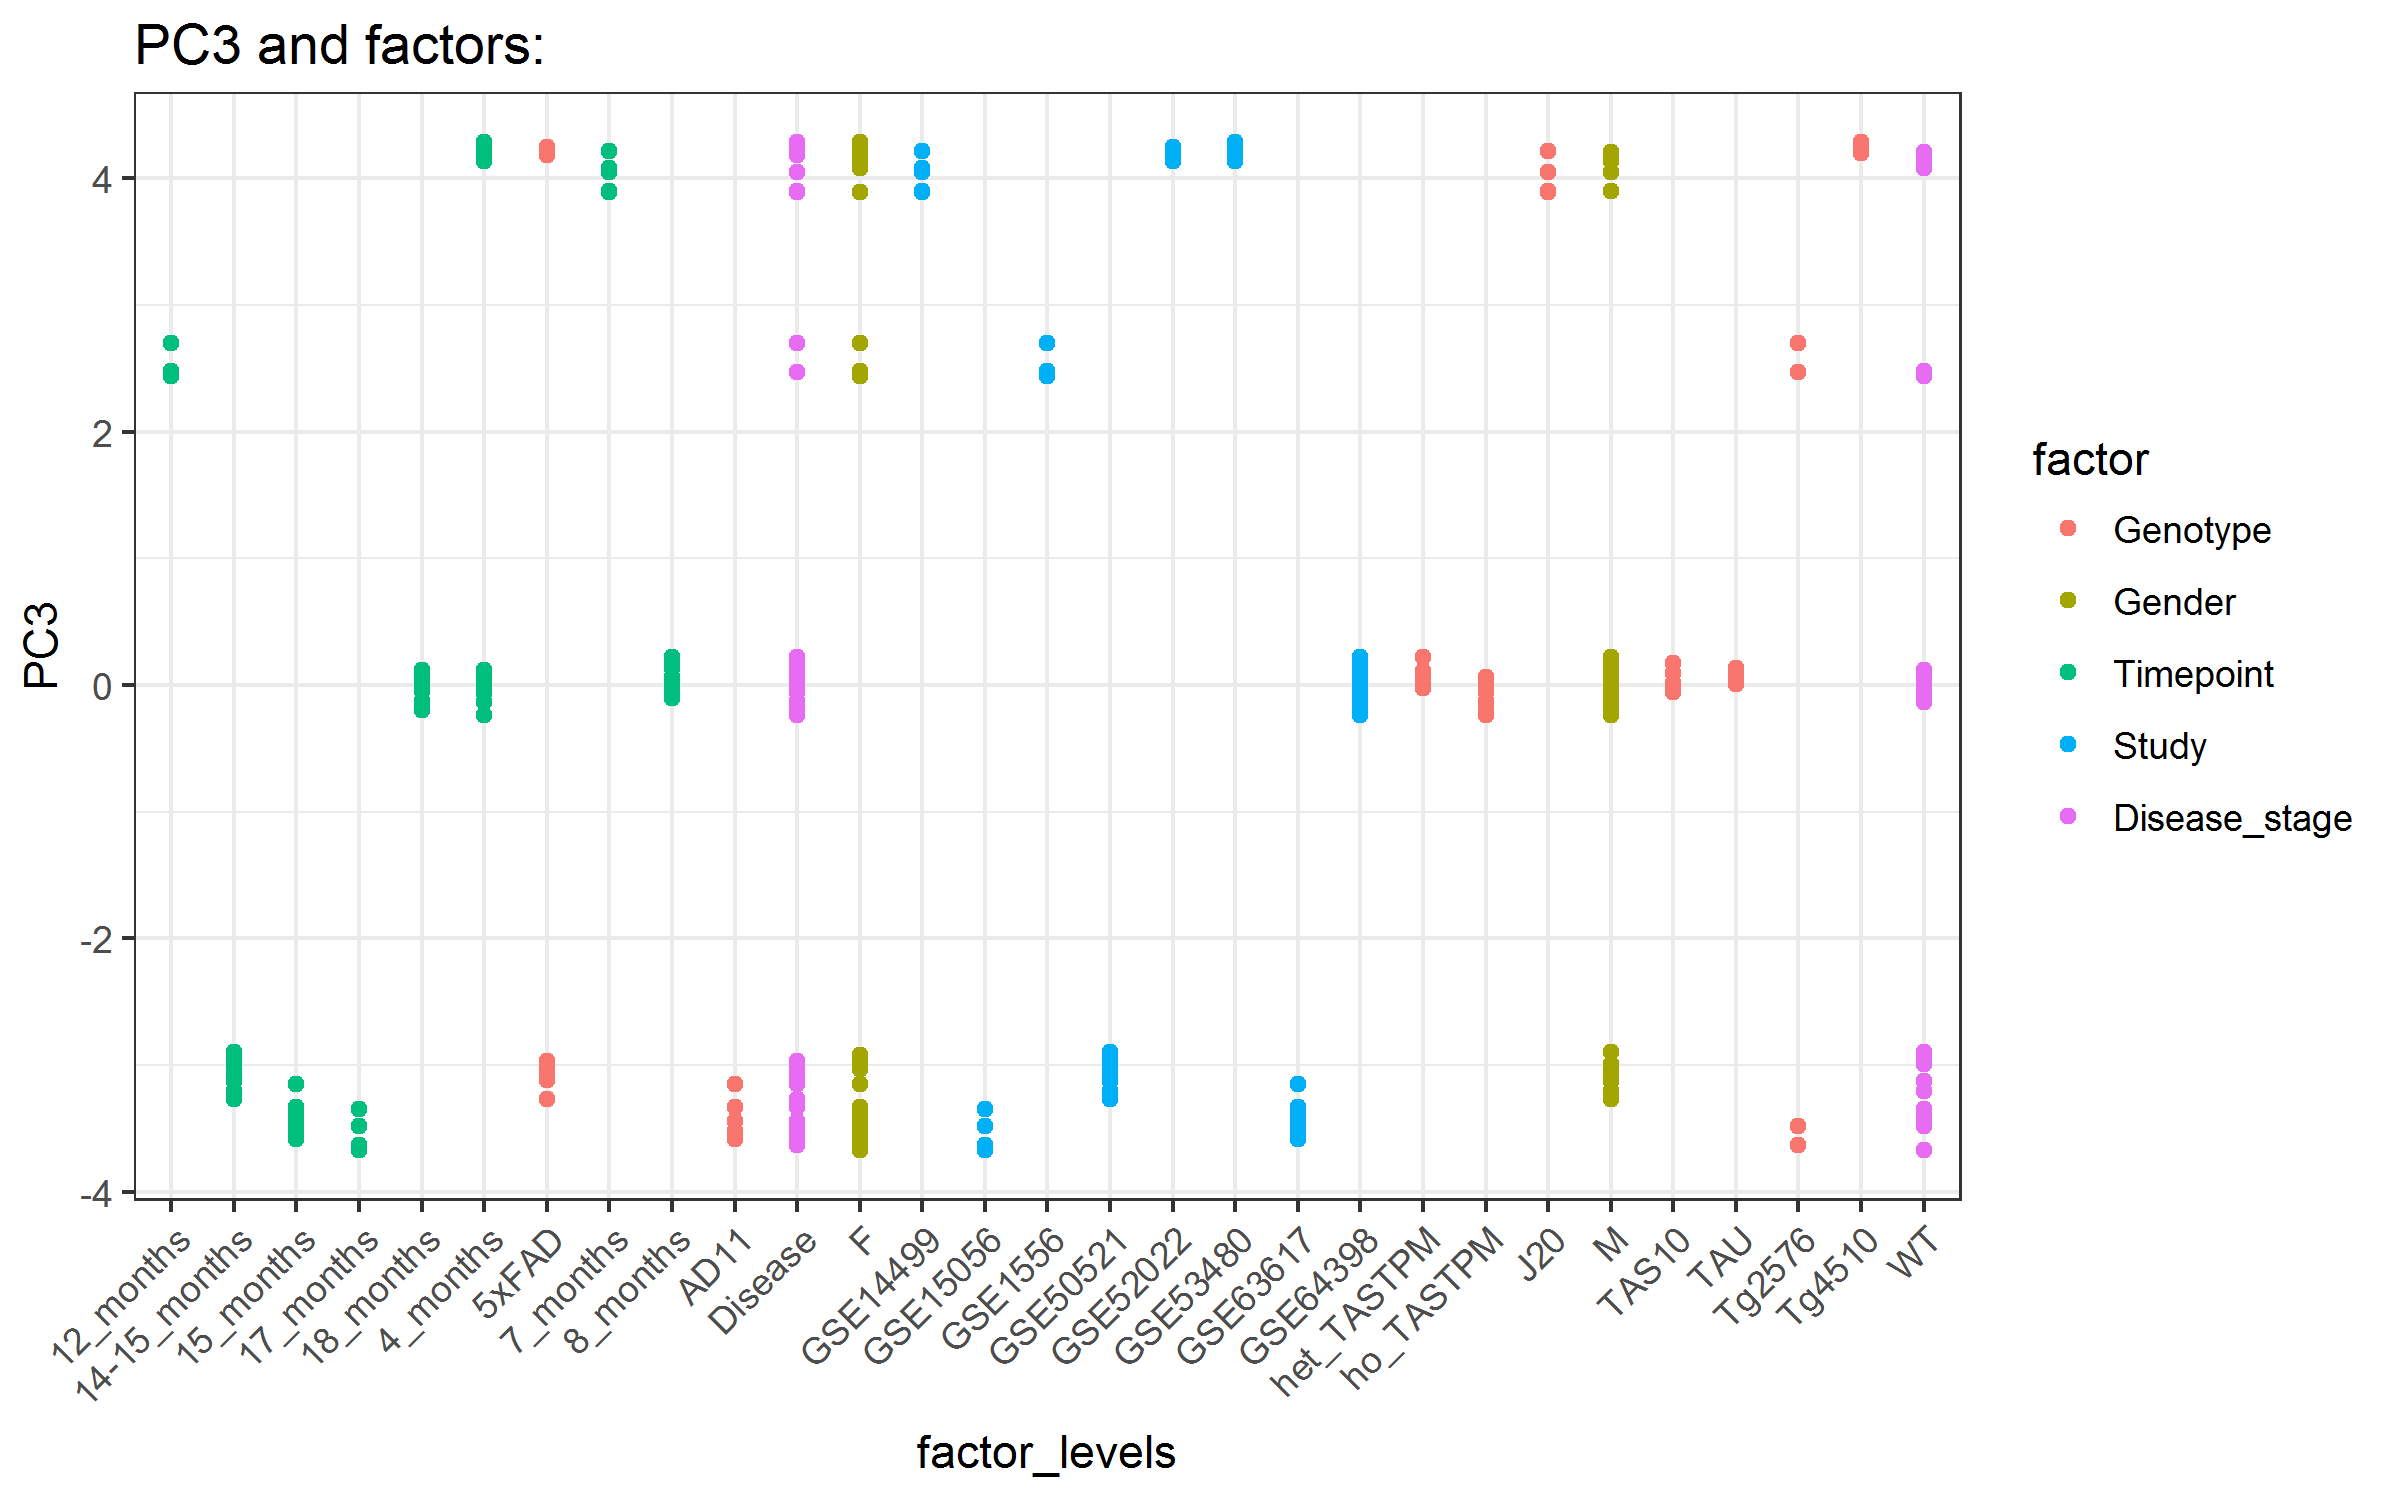 PC3 and factors:
4
2
0
-2
-4
PC3
12_months
14-15_months
15_months
17_months
18_months
4_months
5xFAD
7_months
8_months
AD11
Disease
F
GSE14499
GSE15056
GSE1556
GSE50521
GSE52022
GSE53480
GSE63617
GSE64398
het_TASTPM
ho_TASTPM
J20
M
TAS10
TAU
Tg2576
Tg4510
WT
factor_levels
factor
Genotype
Gender
Timepoint
Study
Disease_stage